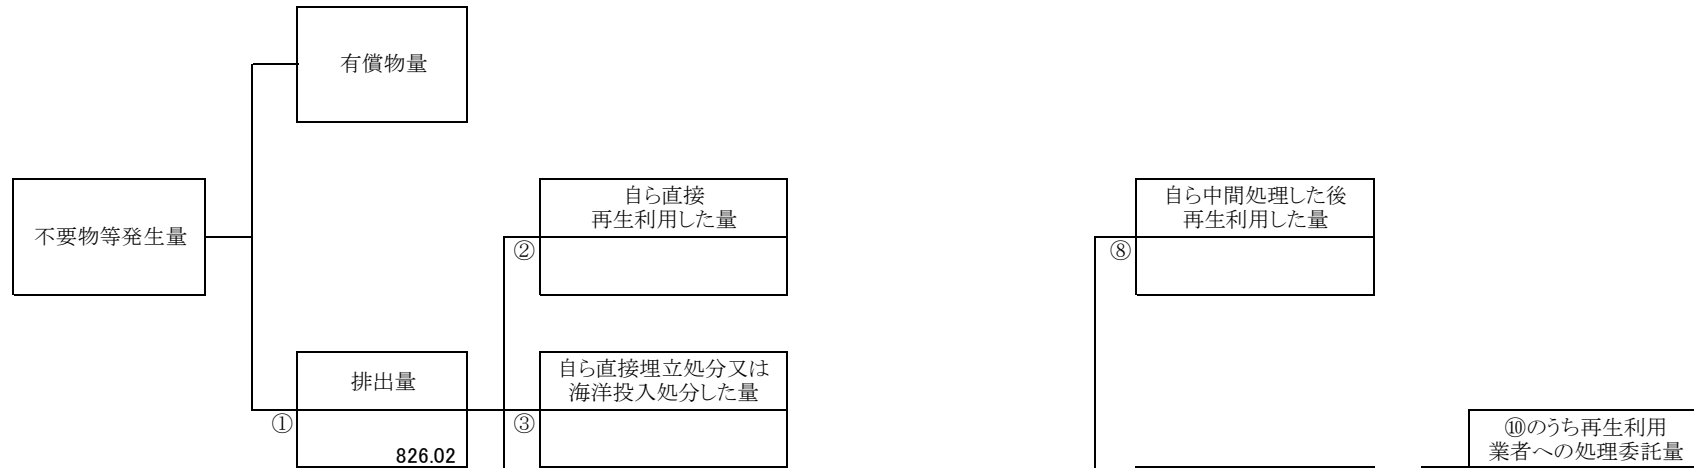 有償物量
不要物等発生量
自ら直接
再生利用した量
②
自ら中間処理した後
再生利用した量
⑧
排出量
①
826.02
自ら直接埋立処分又は
海洋投入処分した量
③
⑩のうち再生利用
業者への処理委託量